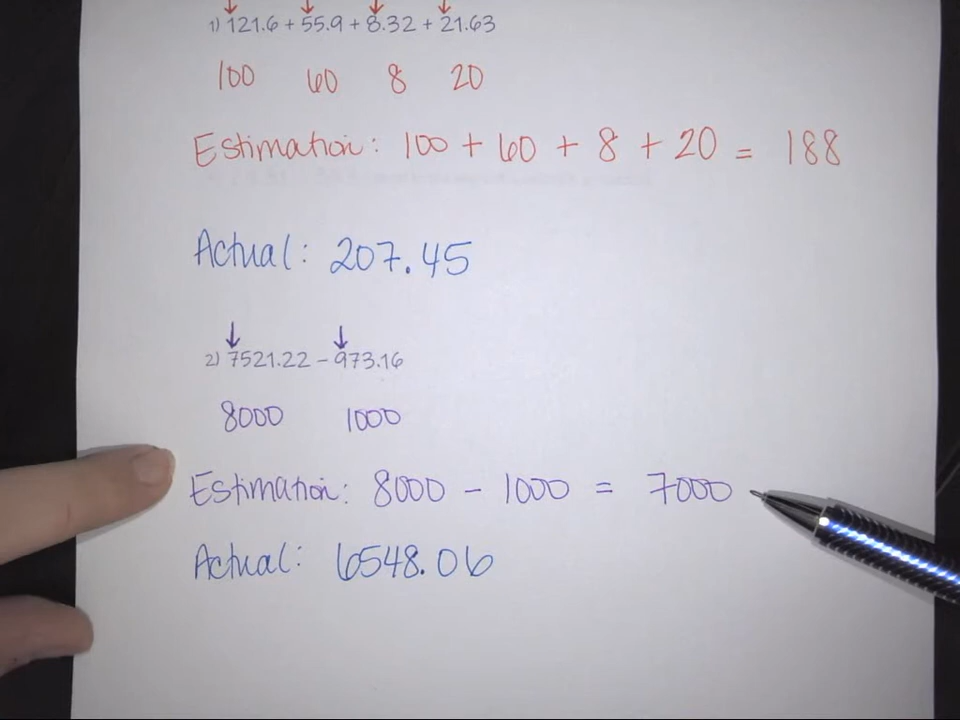 1) 121.6 + 55.9 + 8.32 + 21.63
100 60 8 20
Estimation: 100 + 60 + 8 + 20 = 188
Actual: 207.45
2) 7521.22 - 973.16
8000 1000
Estimation: 8000 - 1000 = 7000
Actual: 6548.06